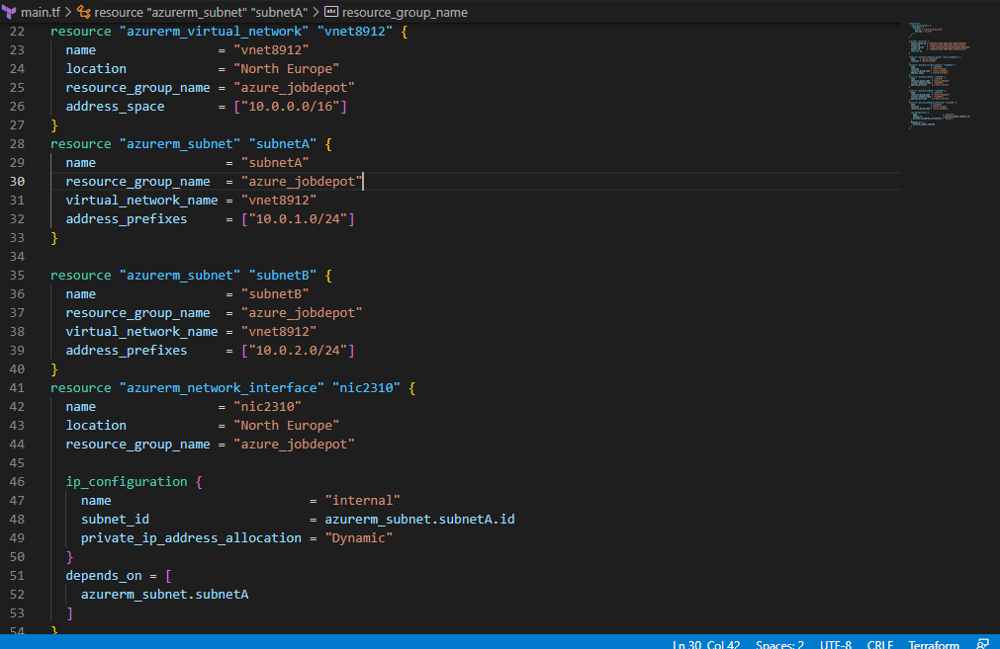 main.tf > resource "azurerm_subnet" "subnetA" > abc resource_group_name
22 resource "azurerm_virtual_network" "vnet8912" {
23   name                = "vnet8912"
24   location            = "North Europe"
25   resource_group_name = "azure_jobdepot"
26   address_space       = ["10.0.0.0/16"]
27 }
28 resource "azurerm_subnet" "subnetA" {
29   name                 = "subnetA"
30   resource_group_name  = "azure_jobdepot"
31   virtual_network_name = "vnet8912"
32   address_prefixes     = ["10.0.1.0/24"]
33 }
34
35 resource "azurerm_subnet" "subnetB" {
36   name                 = "subnetB"
37   resource_group_name  = "azure_jobdepot"
38   virtual_network_name = "vnet8912"
39   address_prefixes     = ["10.0.2.0/24"]
40 }
41 resource "azurerm_network_interface" "nic2310" {
42   name                = "nic2310"
43   location            = "North Europe"
44   resource_group_name = "azure_jobdepot"
45
46   ip_configuration {
47     name                          = "internal"
48     subnet_id                     = azurerm_subnet.subnetA.id
49     private_ip_address_allocation = "Dynamic"
50   }
51   depends_on = [
52     azurerm_subnet.subnetA
53   ]
54 }
Ln 30, Col 42 Spaces: 2 UTF-8 CRLF Terraform